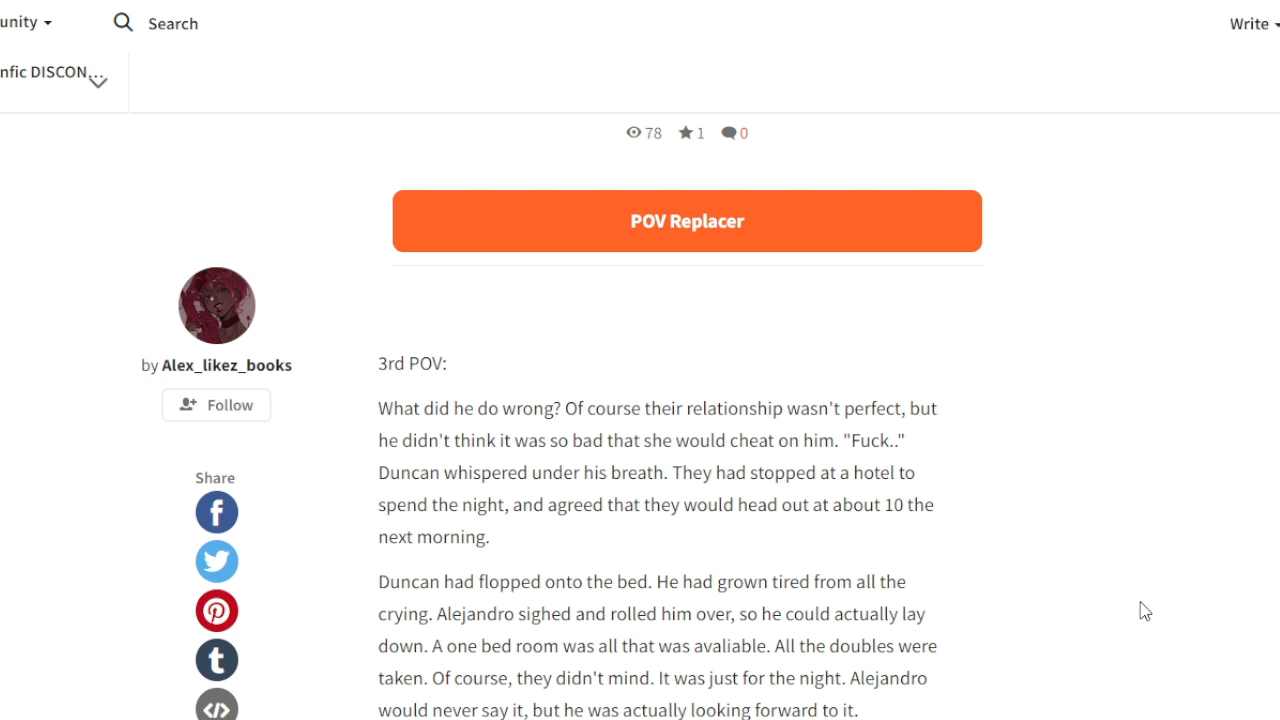 unity
Search
Write
nfic DISCON...
78
1
0
POV Replacer
by Alex_likez_books
Follow
Share
3rd POV:
What did he do wrong? Of course their relationship wasn't perfect, but
he didn't think it was so bad that she would cheat on him. "Fuck.."
Duncan whispered under his breath. They had stopped at a hotel to
spend the night, and agreed that they would head out at about 10 the
next morning.
Duncan had flopped onto the bed. He had grown tired from all the
crying. Alejandro sighed and rolled him over, so he could actually lay
down. A one bed room was all that was avaliable. All the doubles were
taken. Of course, they didn't mind. It was just for the night. Alejandro
would never say it, but he was actually looking forward to it.